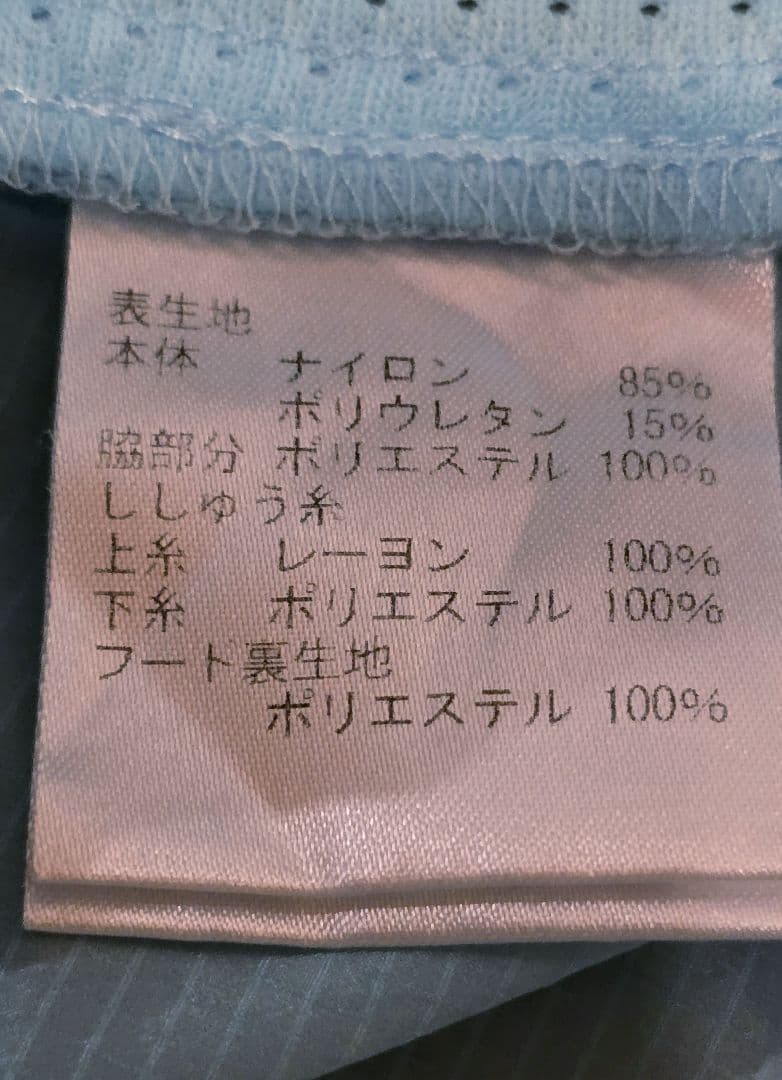 表生地
本体 ナイロン 85%
ポリウレタン 15%
脇部分 ポリエステル 100%
ししゅう糸
上糸 レーヨン 100%
下糸 ポリエステル 100%
フード裏生地
ポリエステル 100%